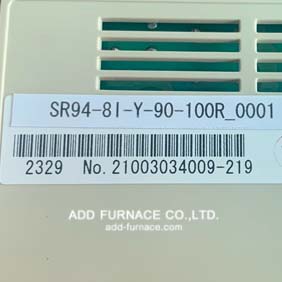 SR94-8I-Y-90-100R_0001
2329 No.21003034009-219
ADD FURNACE CO.,LTD.
add-furnace.com